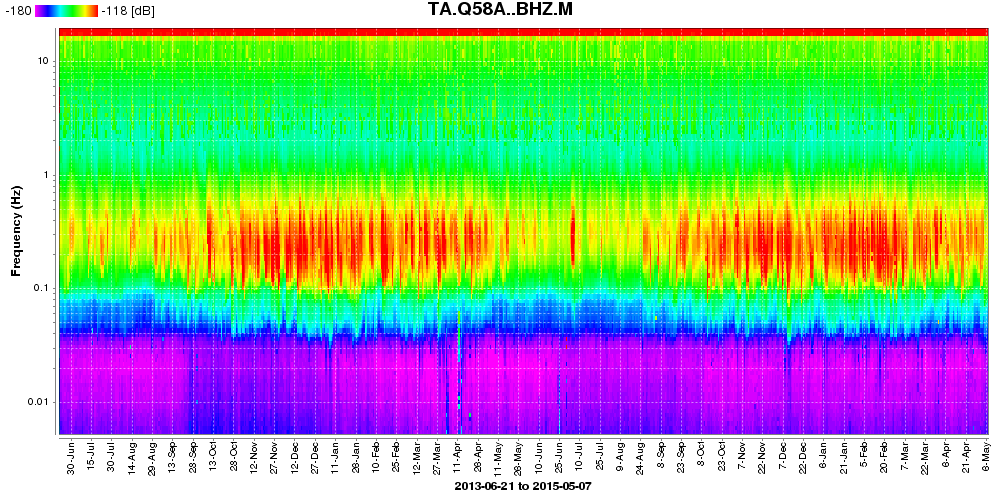 TA.Q58A..BHZ.M
-180 -118 [dB]
10
1
0.1
0.01
Frequency (Hz)
30-Jun 15-Jul 30-Jul 14-Aug 29-Aug 13-Sep 28-Sep 13-Oct 28-Oct 12-Nov 27-Nov 12-Dec 27-Dec 11-Jan 26-Jan 10-Feb 25-Feb 12-Mar 27-Mar 11-Apr 26-Apr 11-May 26-May 10-Jun 25-Jun 10-Jul 25-Jul 9-Aug 24-Aug 8-Sep 23-Sep 8-Oct 23-Oct 7-Nov 22-Nov 7-Dec 22-Dec 6-Jan 21-Jan 5-Feb 20-Feb 7-Mar 22-Mar 6-Apr 21-Apr 6-May
2013-06-21 to 2015-05-07